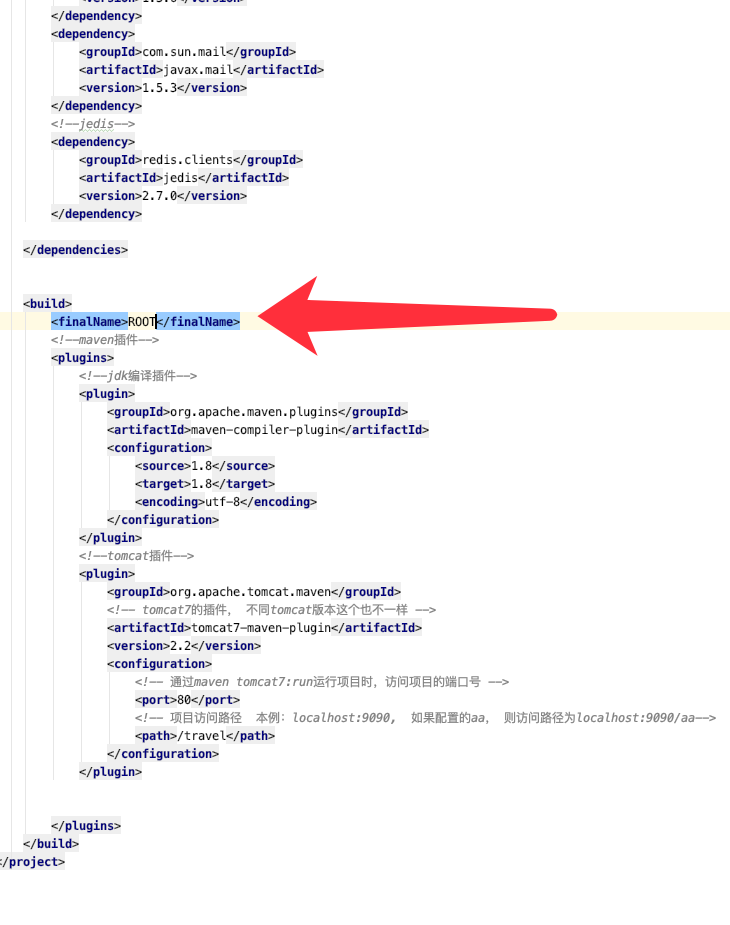 </dependency>
<dependency>
<groupId>com.sun.mail</groupId>
<artifactId>javax.mail</artifactId>
<version>1.5.3</version>
</dependency>
<!--jedis-->
<dependency>
<groupId>redis.clients</groupId>
<artifactId>jedis</artifactId>
<version>2.7.0</version>
</dependency>
</dependencies>
<build>
<finalName>ROOT</finalName>
<!--maven插件-->
<plugins>
<!--jdk编译插件-->
<plugin>
<groupId>org.apache.maven.plugins</groupId>
<artifactId>maven-compiler-plugin</artifactId>
<configuration>
<source>1.8</source>
<target>1.8</target>
<encoding>utf-8</encoding>
</configuration>
</plugin>
<!--tomcat插件-->
<plugin>
<groupId>org.apache.tomcat.maven</groupId>
<!-- tomcat7的插件， 不同tomcat版本这个也不一样 -->
<artifactId>tomcat7-maven-plugin</artifactId>
<version>2.2</version>
<configuration>
<!-- 通过maven tomcat7:run运行项目时，访问项目的端口号 -->
<port>80</port>
<!-- 项目访问路径  本例：localhost:9090,  如果配置的aa， 则访问路径为localhost:9090/aa-->
<path>/travel</path>
</configuration>
</plugin>
</plugins>
</build>
</project>